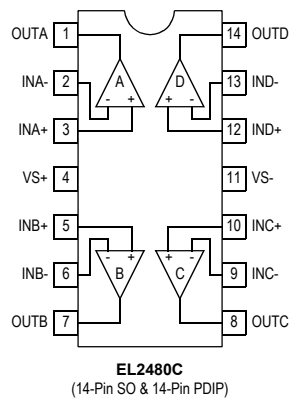 OUTA 1 14 OUTD
INA- 2 A D 13 IND-
- + + -
INA+ 3 12 IND+
VS+ 4 11 VS-
INB+ 5 10 INC+
- + + -
INB- 6 B C 9 INC-
OUTB 7 8 OUTC
EL2480C
(14-Pin SO & 14-Pin PDIP)